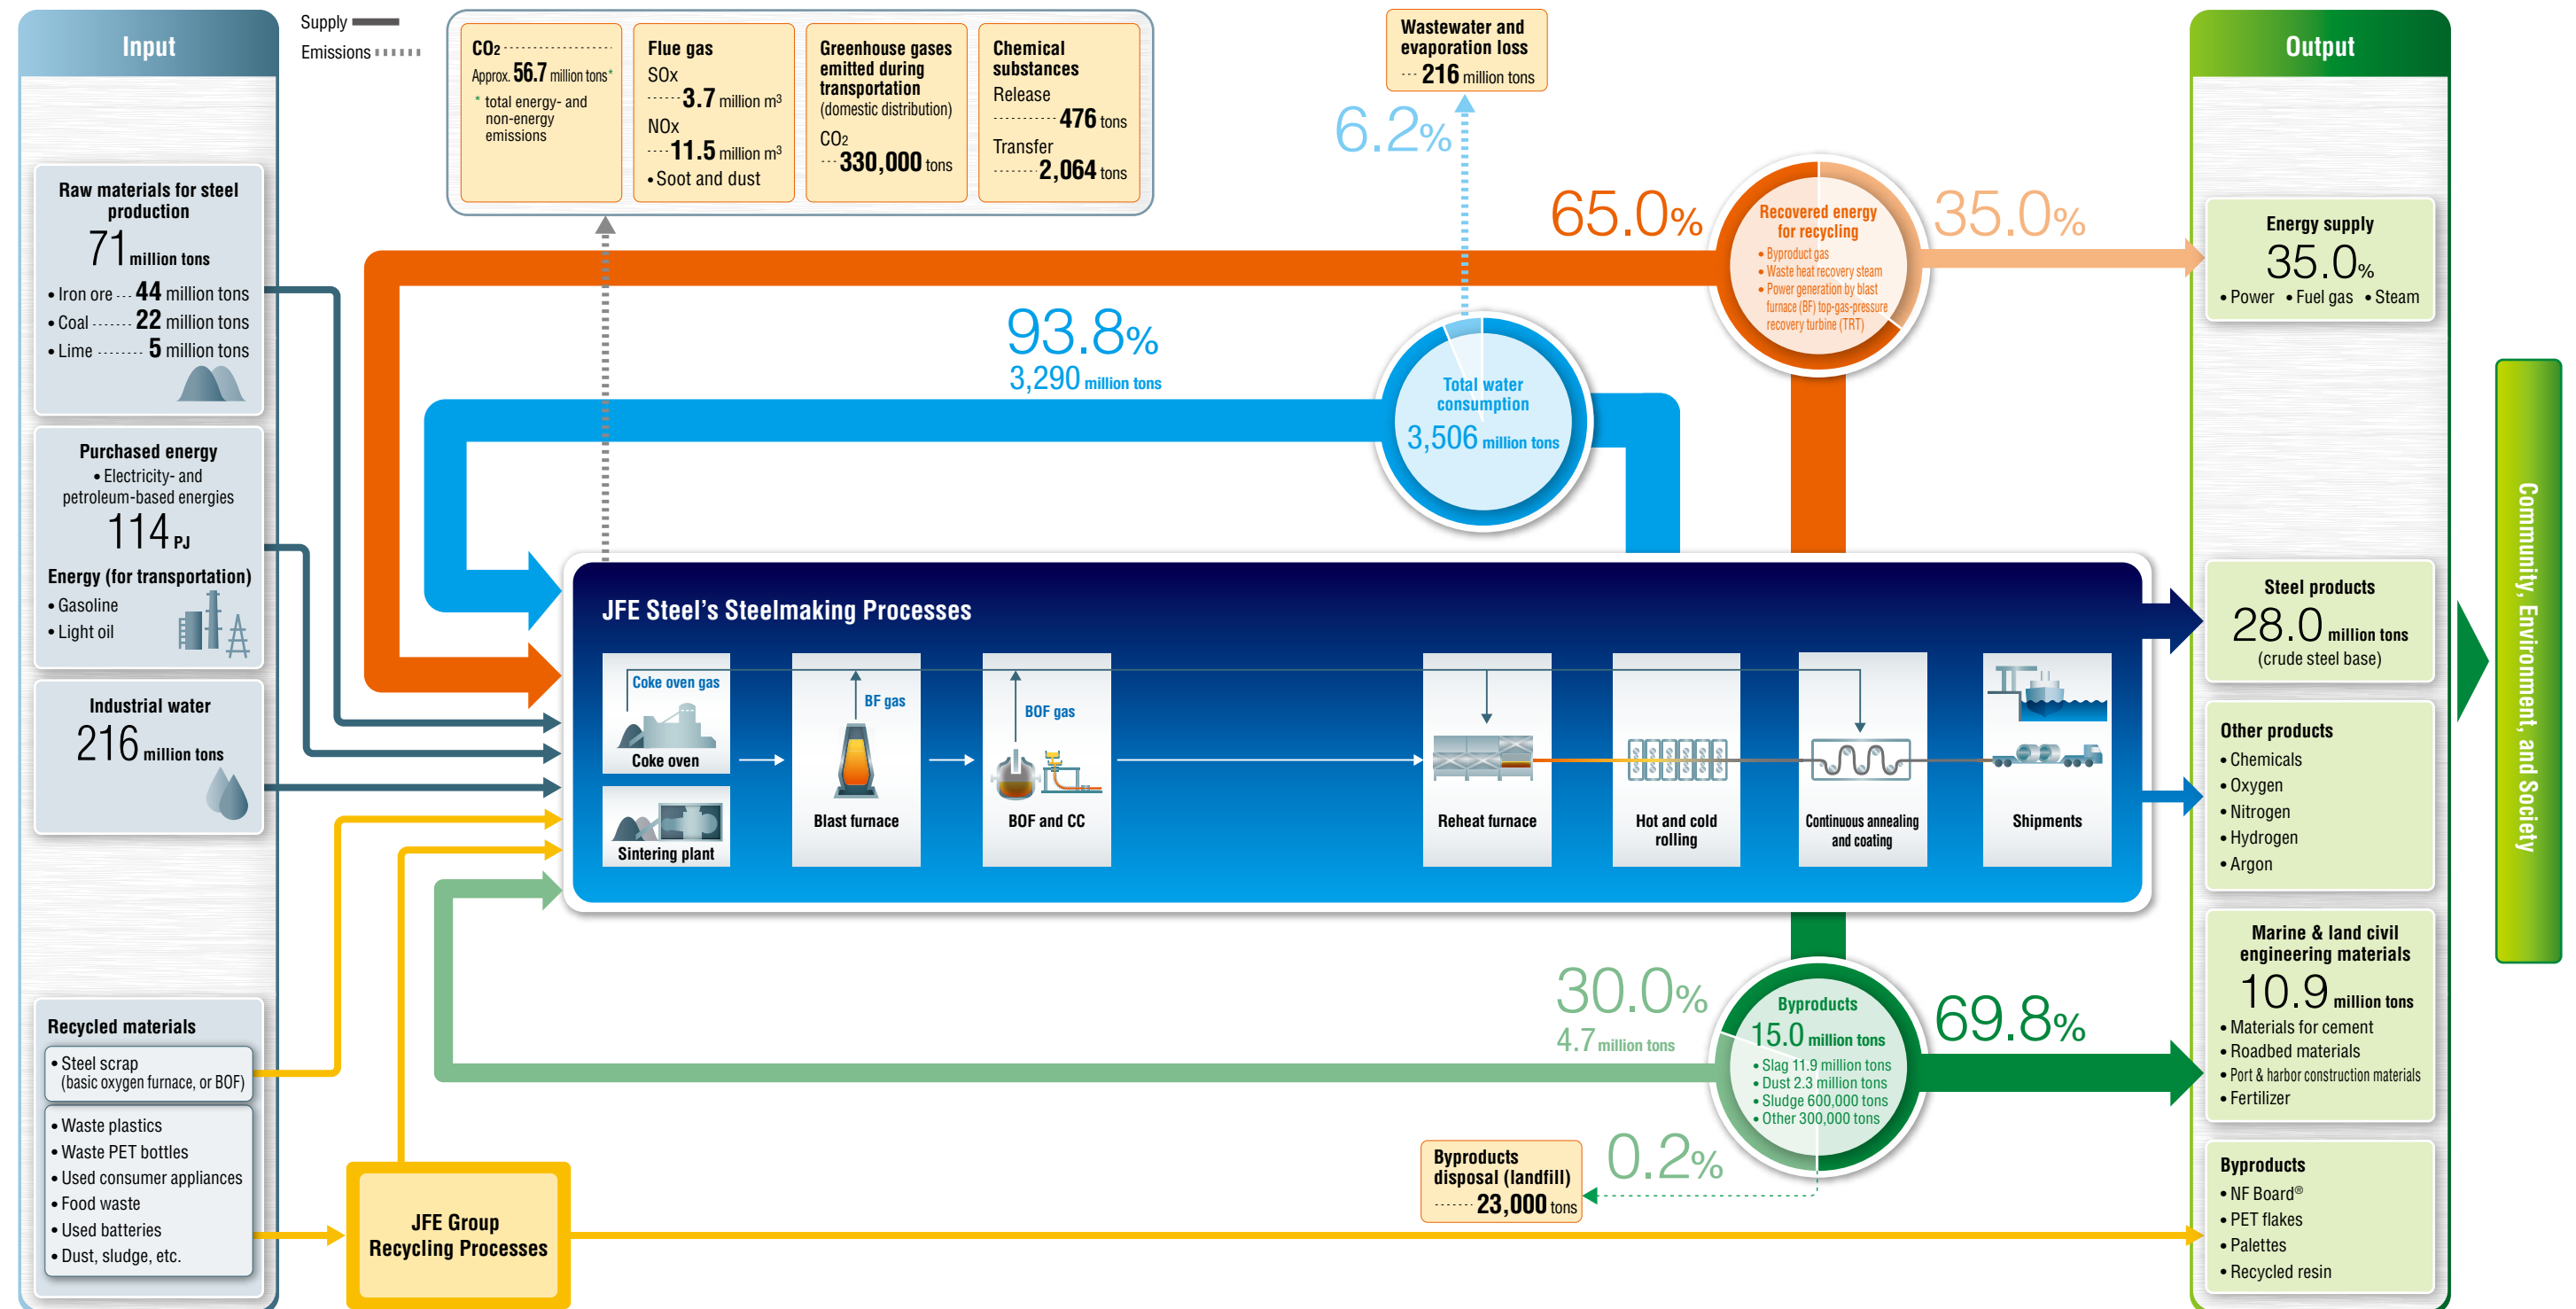 Input
Supply
Emissions
Raw materials for steel
production
71 million tons
• Iron ore --- 44 million tons
• Coal ------ 22 million tons
• Lime -------- 5 million tons
Purchased energy
• Electricity- and
petroleum-based energies
114 PJ
Energy (for transportation)
• Gasoline
• Light oil
Industrial water
216 million tons
Recycled materials
• Steel scrap
(basic oxygen furnace, or BOF)
• Waste plastics
• Waste PET bottles
• Used consumer appliances
• Food waste
• Used batteries
• Dust, sludge, etc.
CO2 ----------------
Approx. 56.7 million tons*
* total energy- and
non-energy
emissions
Flue gas
SOx
------ 3.7 million m3
NOx
---- 11.5 million m3
• Soot and dust
Greenhouse gases
emitted during
transportation
(domestic distribution)
CO2
--- 330,000 tons
Chemical
substances
Release
------------ 476 tons
Transfer
-------- 2,064 tons
Wastewater and
evaporation loss
--- 216 million tons
6.2%
65.0%
Recovered energy
for recycling
• Byproduct gas
• Waste heat recovery steam
• Power generation by blast
furnace (BF) top-gas-pressure
recovery turbine (TRT)
35.0%
93.8%
3,290 million tons
Total water
consumption
3,506 million tons
JFE Steel's Steelmaking Processes
Coke oven gas
Coke oven
Sintering plant
BF gas
Blast furnace
BOF gas
BOF and CC
Reheat furnace
Hot and cold
rolling
Continuous annealing
and coating
Shipments
30.0%
4.7 million tons
Byproducts
15.0 million tons
• Slag 11.9 million tons
• Dust 2.3 million tons
• Sludge 600,000 tons
• Other 300,000 tons
69.8%
Byproducts
disposal (landfill)
------ 23,000 tons
0.2%
JFE Group
Recycling Processes
Output
Energy supply
35.0%
• Power • Fuel gas • Steam
Steel products
28.0 million tons
(crude steel base)
Other products
• Chemicals
• Oxygen
• Nitrogen
• Hydrogen
• Argon
Marine & land civil
engineering materials
10.9 million tons
• Materials for cement
• Roadbed materials
• Port & harbor construction materials
• Fertilizer
Byproducts
• NF Board®
• PET flakes
• Palettes
• Recycled resin
Community, Environment, and Society